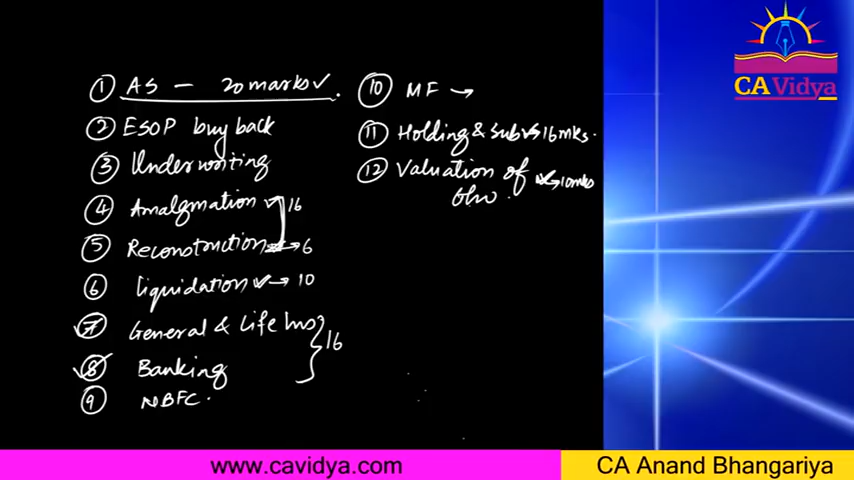 ① AS — 20 marks ✓.
② ESOP buy back
③ Underwriting
④ Amalgmation ✓ 16
⑤ Reconstruction → 6
⑥ Liquidation ✓ → 10
⑦ General & Life Ins
⑧ Banking } 16
⑨ NBFC.
⑩ MF →
⑪ Holding & Sub → 16 mks.
⑫ Valuation of → 10 mks
CA Vidya
www.cavidya.com
CA Anand Bhangariya